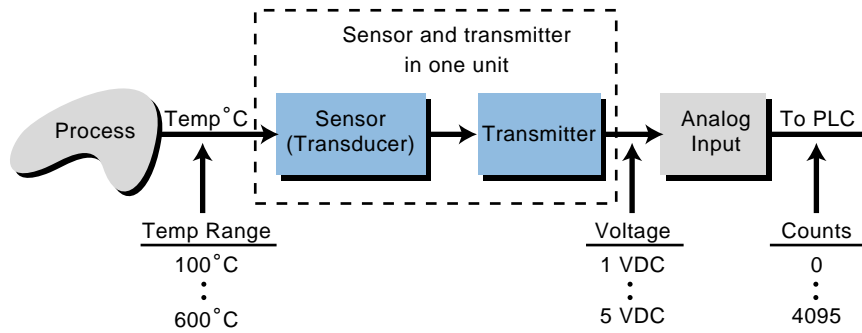 Sensor and transmitter
in one unit
Process
Temp°C
Sensor
(Transducer)
Transmitter
Analog
Input
To PLC
Temp Range
100°C
600°C
Voltage
1 VDC
5 VDC
Counts
0
4095